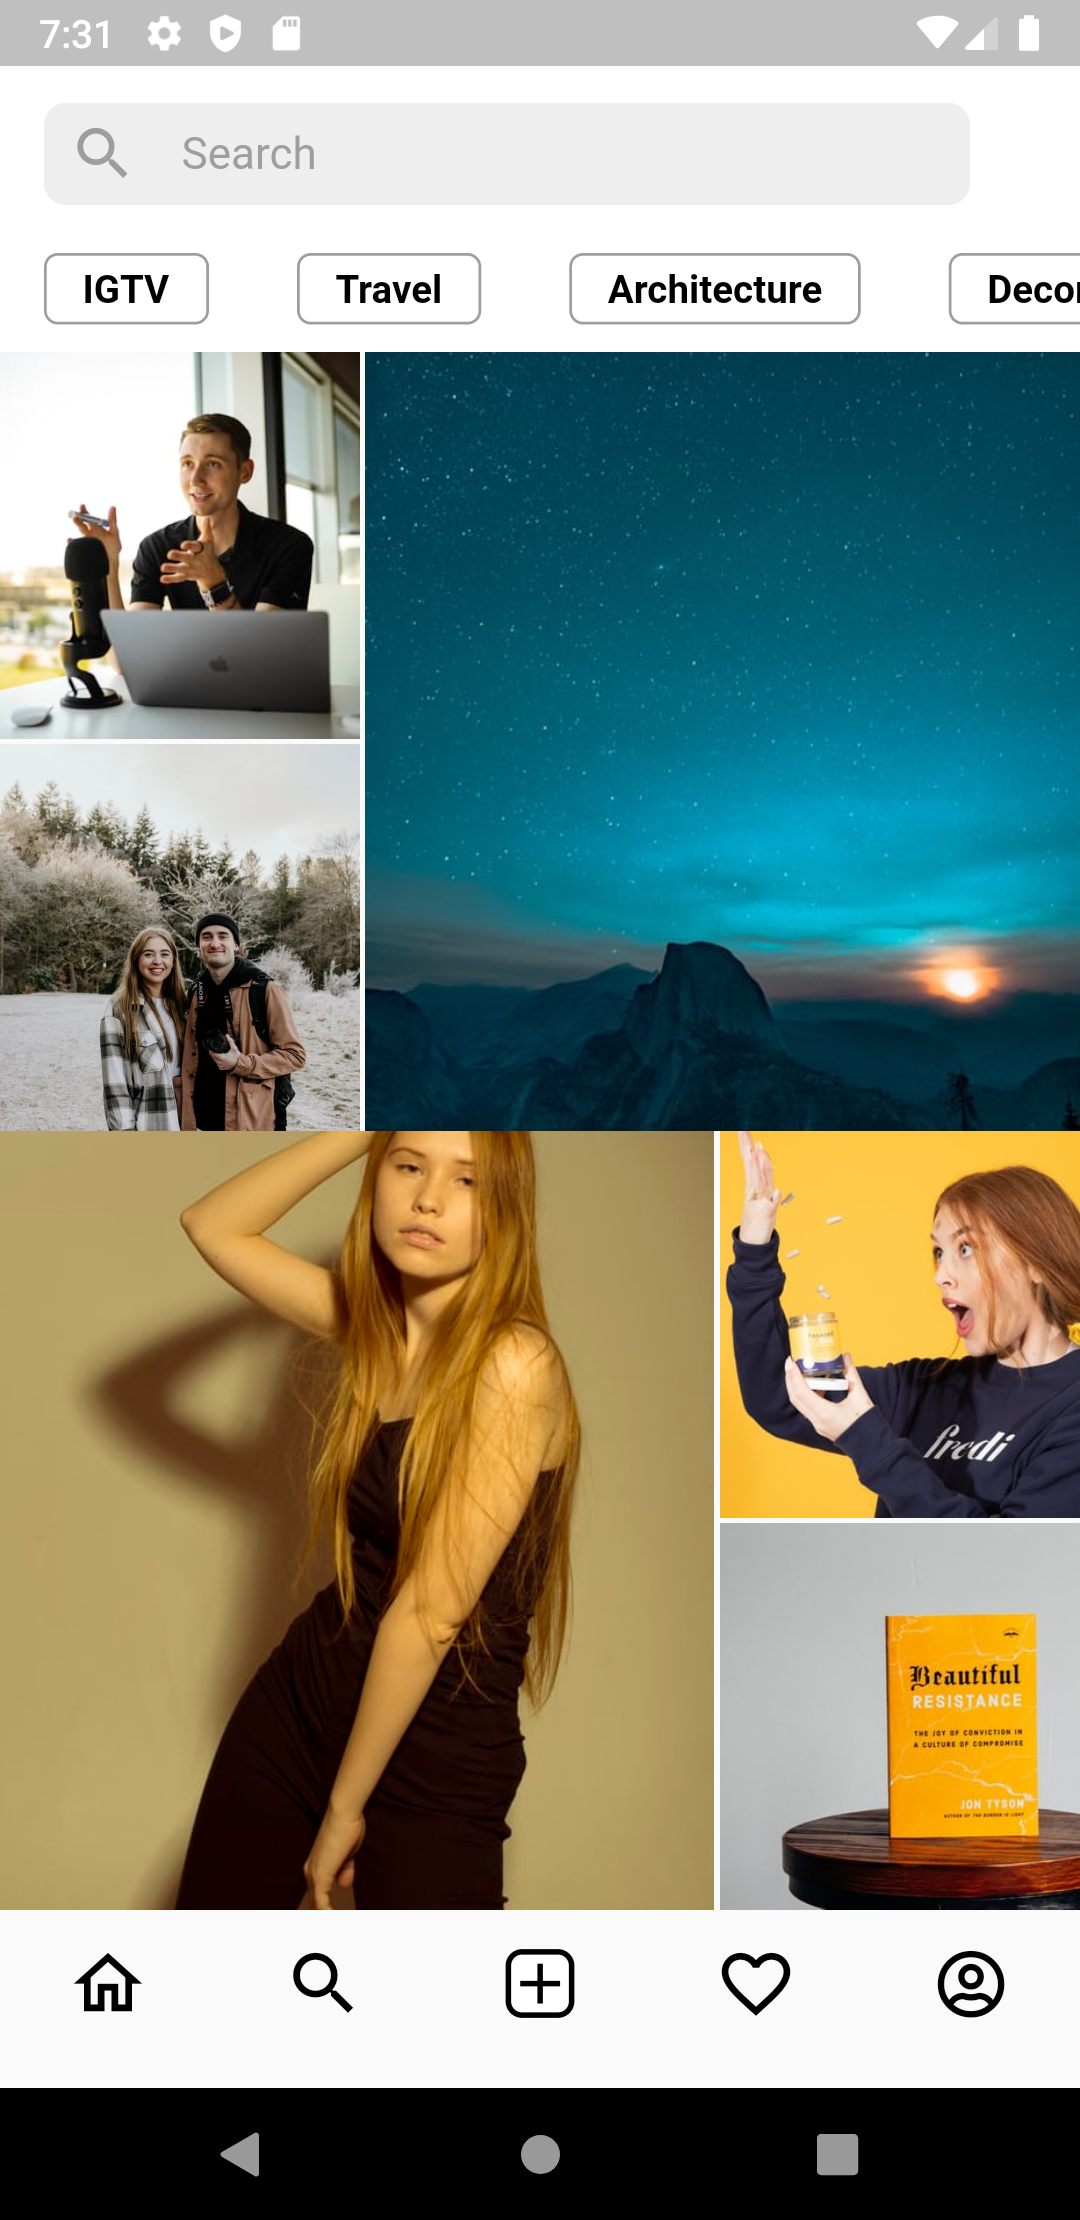 7:31
Search
IGTV
Travel
Architecture
Decor
fredi
Beautiful
RESISTANCE
THE JOY OF CONVICTION IN
A CULTURE OF COMPROMISE
JON TYSON
AUTHOR OF THE BURDEN IS LIGHT